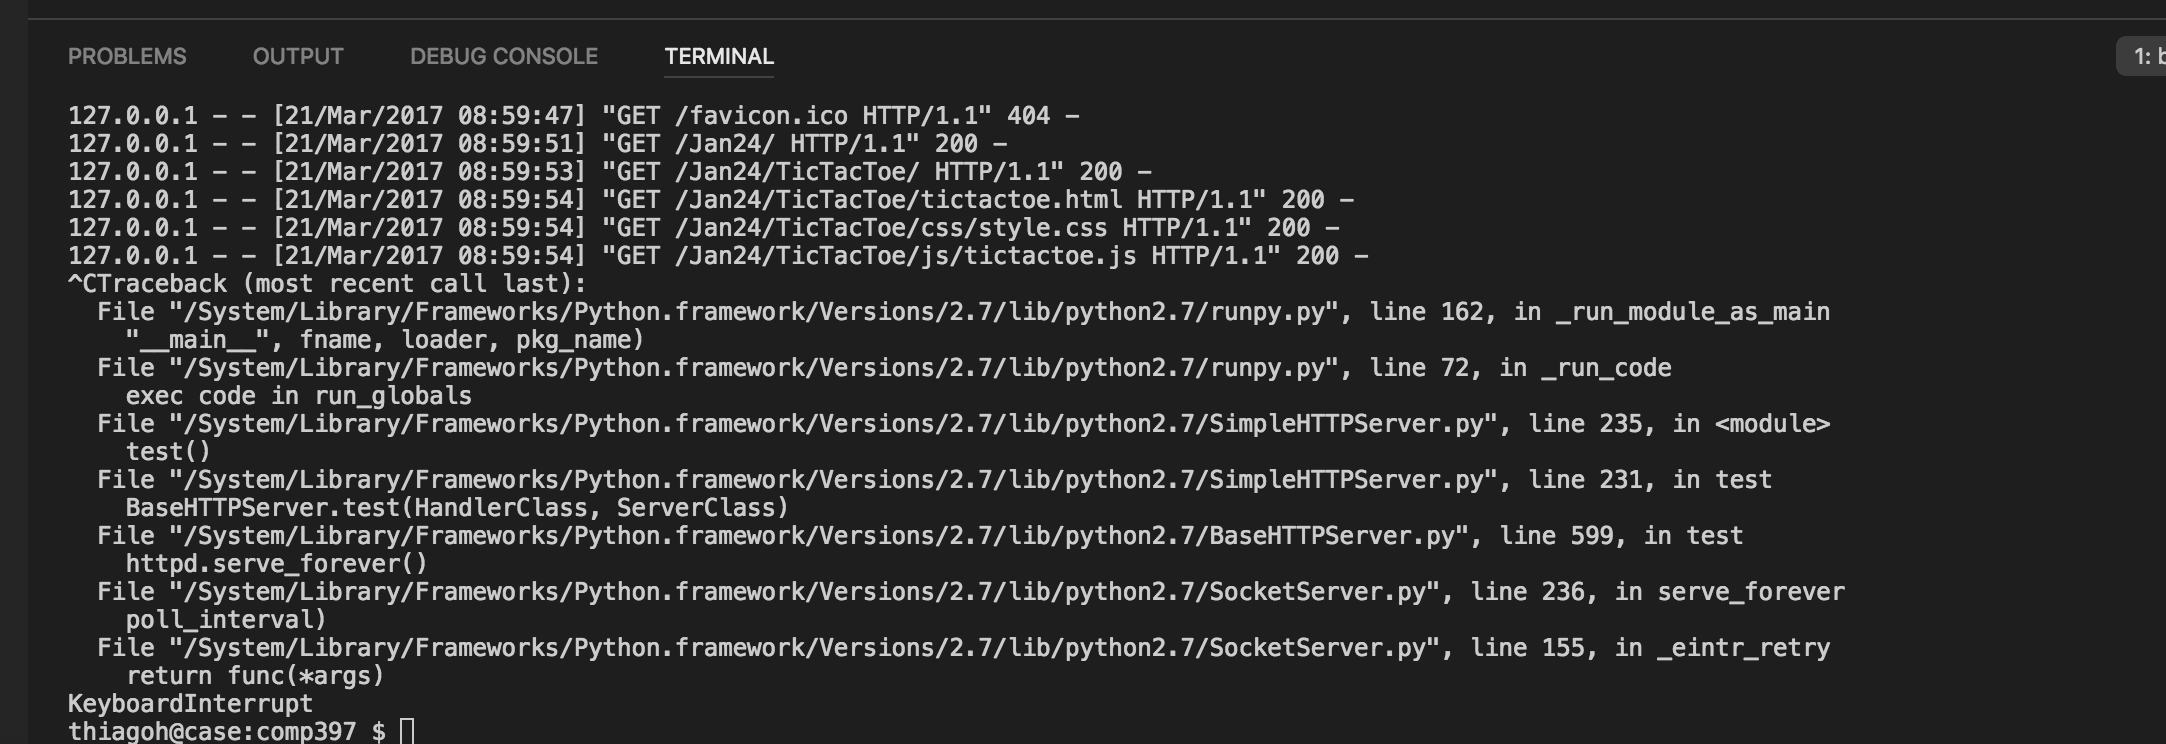 PROBLEMS OUTPUT DEBUG CONSOLE TERMINAL 1: b
127.0.0.1 - - [21/Mar/2017 08:59:47] "GET /favicon.ico HTTP/1.1" 404 -
127.0.0.1 - - [21/Mar/2017 08:59:51] "GET /Jan24/ HTTP/1.1" 200 -
127.0.0.1 - - [21/Mar/2017 08:59:53] "GET /Jan24/TicTacToe/ HTTP/1.1" 200 -
127.0.0.1 - - [21/Mar/2017 08:59:54] "GET /Jan24/TicTacToe/tictactoe.html HTTP/1.1" 200 -
127.0.0.1 - - [21/Mar/2017 08:59:54] "GET /Jan24/TicTacToe/css/style.css HTTP/1.1" 200 -
127.0.0.1 - - [21/Mar/2017 08:59:54] "GET /Jan24/TicTacToe/js/tictactoe.js HTTP/1.1" 200 -
^CTraceback (most recent call last):
  File "/System/Library/Frameworks/Python.framework/Versions/2.7/lib/python2.7/runpy.py", line 162, in _run_module_as_main
    "__main__", fname, loader, pkg_name)
  File "/System/Library/Frameworks/Python.framework/Versions/2.7/lib/python2.7/runpy.py", line 72, in _run_code
    exec code in run_globals
  File "/System/Library/Frameworks/Python.framework/Versions/2.7/lib/python2.7/SimpleHTTPServer.py", line 235, in <module>
    test()
  File "/System/Library/Frameworks/Python.framework/Versions/2.7/lib/python2.7/SimpleHTTPServer.py", line 231, in test
    BaseHTTPServer.test(HandlerClass, ServerClass)
  File "/System/Library/Frameworks/Python.framework/Versions/2.7/lib/python2.7/BaseHTTPServer.py", line 599, in test
    httpd.serve_forever()
  File "/System/Library/Frameworks/Python.framework/Versions/2.7/lib/python2.7/SocketServer.py", line 236, in serve_forever
    poll_interval)
  File "/System/Library/Frameworks/Python.framework/Versions/2.7/lib/python2.7/SocketServer.py", line 155, in _eintr_retry
    return func(*args)
KeyboardInterrupt
thiagoh@case:comp397 $